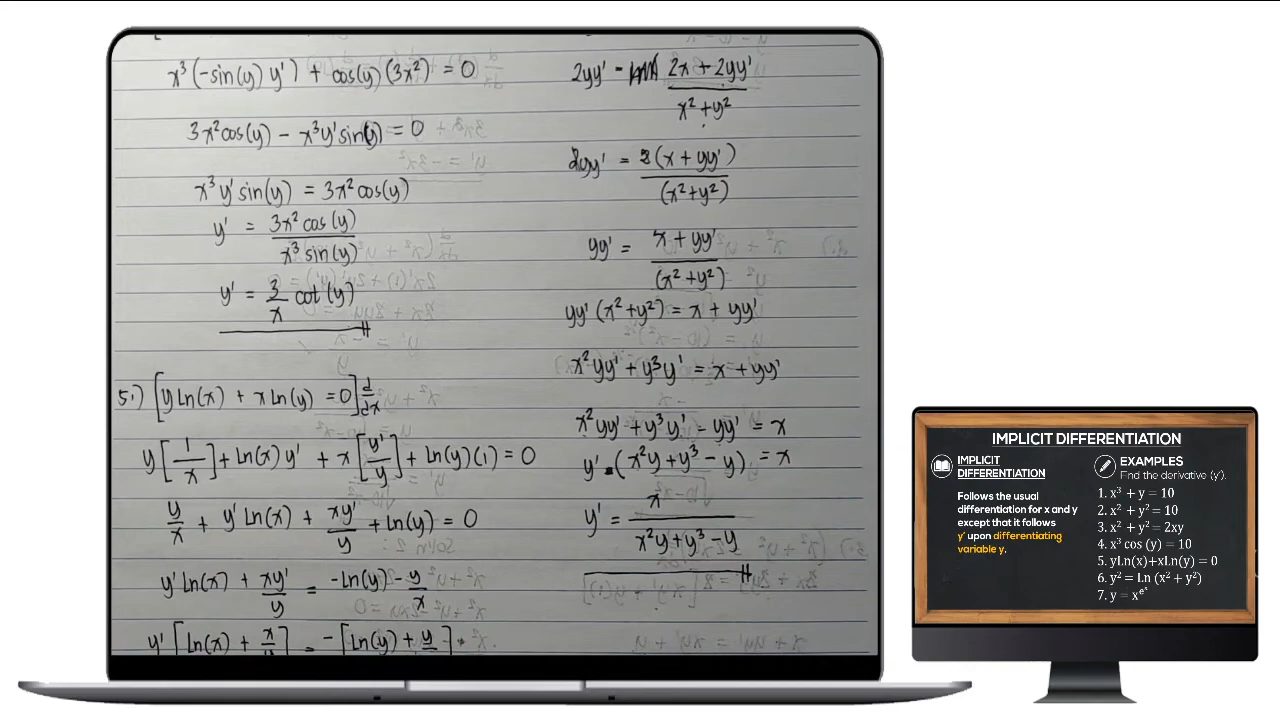 x³(-sin(y) y') + cos(y)(3x²) = 0
3x²cos(y) - x³y'sin(y) = 0
x³y'sin(y) = 3x²cos(y)
y' = 3x²cos(y) / x³sin(y)
y' = 3/x cot(y)
5.) [y Ln(x) + x Ln(y) = 0] d/dx
y[1/x] + Ln(x) y' + x[y'/y] + Ln(y)(1) = 0
y/x + y' Ln(x) + xy'/y + Ln(y) = 0
y' Ln(x) + xy'/y = -Ln(y) - y/x
y' [Ln(x) + x/y] = -[Ln(y) + y
2yy' - 2x + 2yy' / x² + y²
2yy' = 2(x + yy') / (x² + y²)
yy' = x + yy' / (x² + y²)
yy' (x² + y²) = x + yy'
x²yy' + y³y' = x + yy'
x²yy' + y³y' - yy' = x
y' (x²y + y³ - y) = x
y' = x / x²y + y³ - y
IMPLICIT DIFFERENTIATION
IMPLICIT
DIFFERENTIATION
Follows the usual
differentiation for x and y
except that it follows
y' upon differentiating
variable y.
EXAMPLES
Find the derivative (y').
1. x³ + y = 10
2. x² + y² = 10
3. x² + y² = 2xy
4. x³ cos (y) = 10
5. yln(x)+xln(y) = 0
6. y² = ln (x² + y²)
7. y = x^e^x